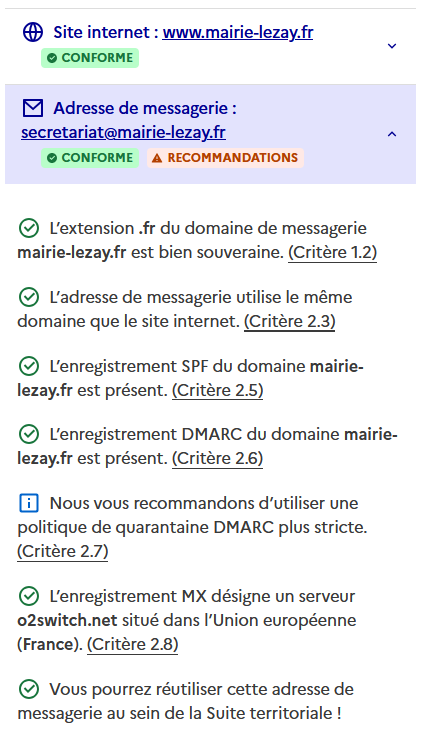 Site internet : www.mairie-lezay.fr
CONFORME
Adresse de messagerie :
secretariat@mairie-lezay.fr
CONFORME RECOMMANDATIONS
L’extension .fr du domaine de messagerie
mairie-lezay.fr est bien souveraine. (Critère 1.2)
L’adresse de messagerie utilise le même
domaine que le site internet. (Critère 2.3)
L’enregistrement SPF du domaine mairie-
lezay.fr est présent. (Critère 2.5)
L’enregistrement DMARC du domaine mairie-
lezay.fr est présent. (Critère 2.6)
Nous vous recommandons d’utiliser une
politique de quarantaine DMARC plus stricte.
(Critère 2.7)
L’enregistrement MX désigne un serveur
o2switch.net situé dans l’Union européenne
(France). (Critère 2.8)
Vous pourrez réutiliser cette adresse de
messagerie au sein de la Suite territoriale !